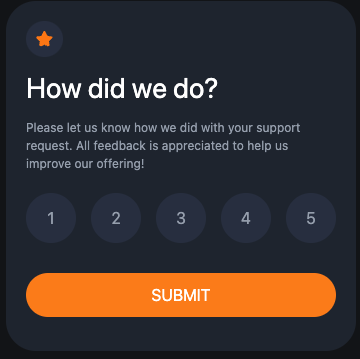 How did we do?
Please let us know how we did with your support
request. All feedback is appreciated to help us
improve our offering!
1 2 3 4 5
SUBMIT